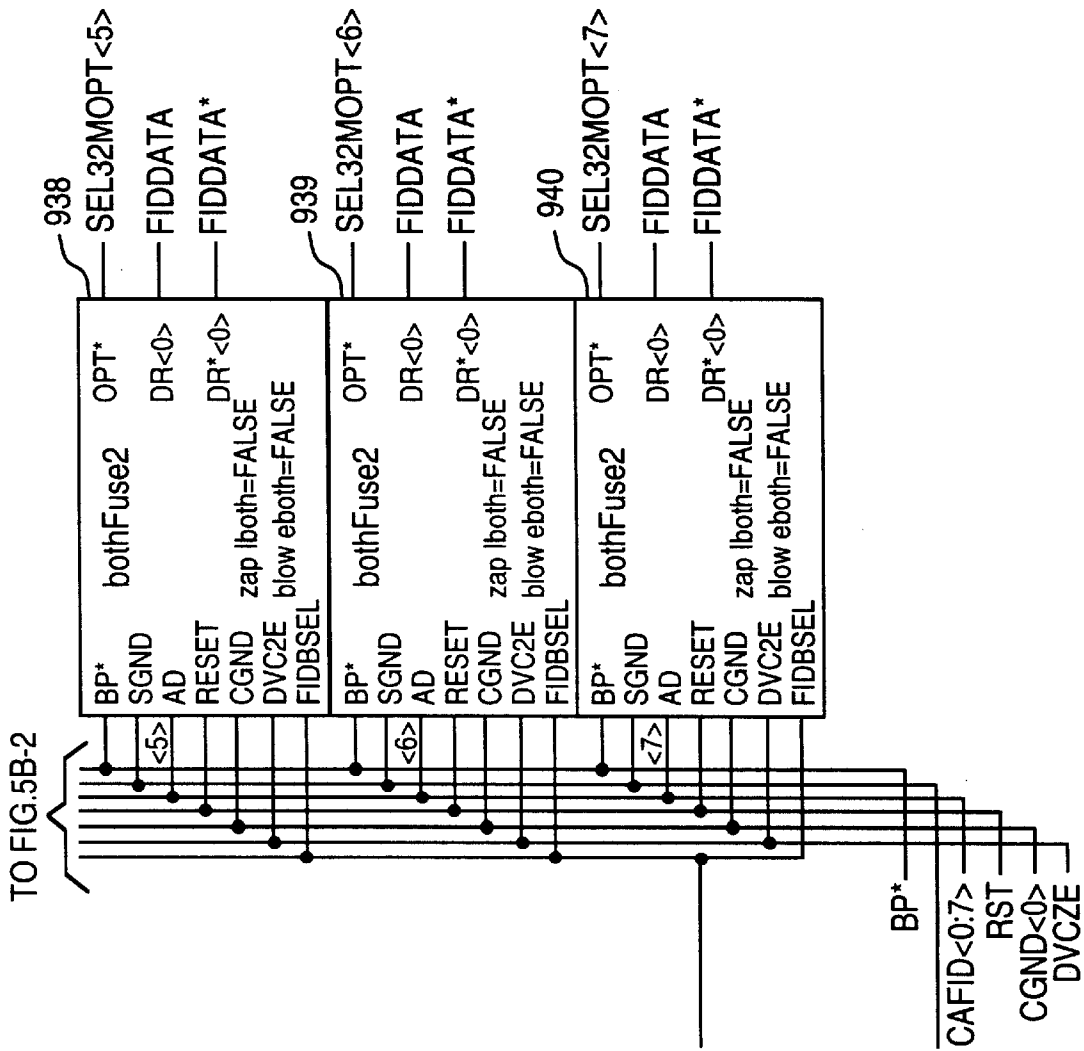 TO FIG.5B-2
938
BP* bothFuse2 OPT* SEL32MOPT<5>
SGND
<5> AD DR<0> FIDDATA
RESET DR*<0> FIDDATA*
CGND zap lboth=FALSE
DVC2E blow eboth=FALSE
FIDBSEL
939
BP* bothFuse2 OPT* SEL32MOPT<6>
SGND
<6> AD DR<0> FIDDATA
RESET DR*<0> FIDDATA*
CGND zap lboth=FALSE
DVC2E blow eboth=FALSE
FIDBSEL
940
BP* bothFuse2 OPT* SEL32MOPT<7>
SGND
<7> AD DR<0> FIDDATA
RESET DR*<0> FIDDATA*
CGND zap lboth=FALSE
DVC2E blow eboth=FALSE
FIDBSEL
BP*
CAFID<0:7>
RST
CGND<0>
DVCZE